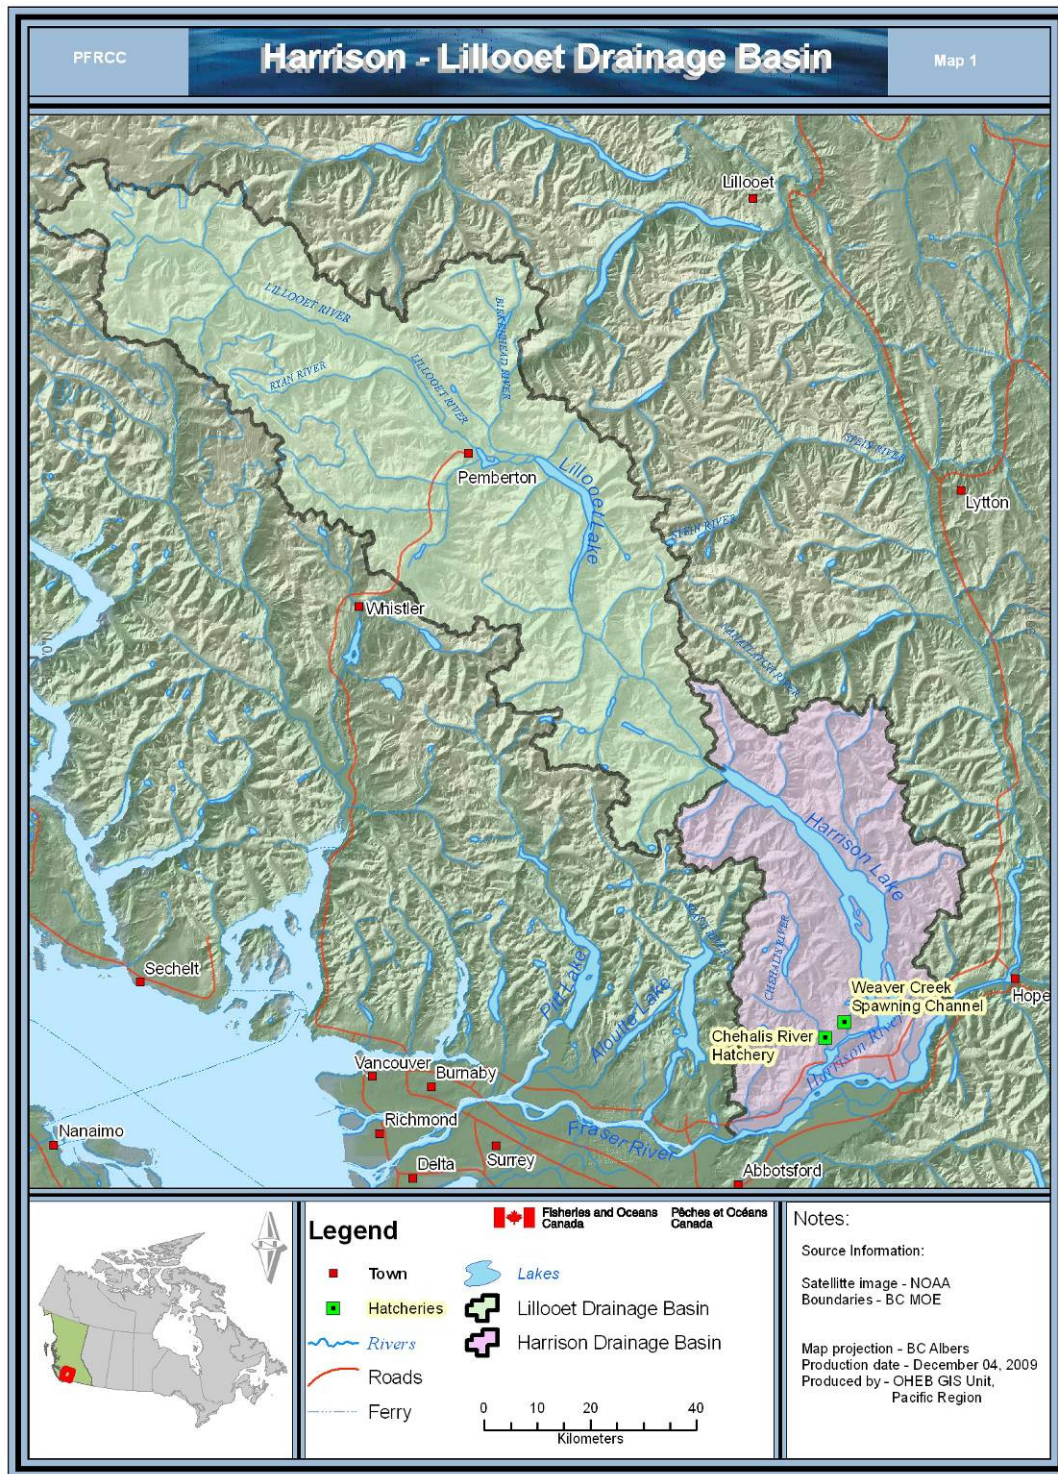 PFRCC
Harrison - Lillooet Drainage Basin
Map 1
Lillooet
LILLOOET RIVER
BIRKENHEAD RIVER
RYAN RIVER
LILLOOET RIVER
STEIN RIVER
Pemberton
Lillooet Lake
Lytton
STEIN RIVER
Whistler
Harrison Lake
CHEHALIS RIVER
Sechelt
Pitt Lake
Aloutte Lake
Hope
Weaver Creek
Spawning Channel
Chehalis River
Hatchery
Harrison River
Vancouver
Burnaby
Richmond
Fraser River
Nanaimo
Surrey
Delta
Abbotsford
Legend
Fisheries and Oceans
Canada
Pêches et Océans
Canada
Town
Lakes
Hatcheries
Lillooet Drainage Basin
Rivers
Harrison Drainage Basin
Roads
Ferry
0 10 20 40
Kilometers
Notes:
Source Information:
Satellitte image - NOAA
Boundaries - BC MOE
Map projection - BC Albers
Production date - December 04, 2009
Produced by - OHEB GIS Unit,
Pacific Region